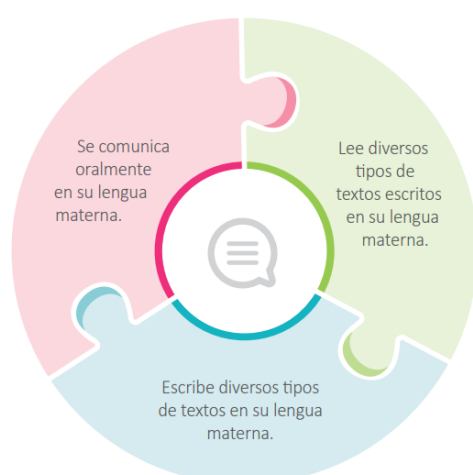 Se comunica
oralmente
en su lengua
materna.
Lee diversos
tipos de
textos escritos
en su lengua
materna.
Escribe diversos tipos
de textos en su lengua
materna.